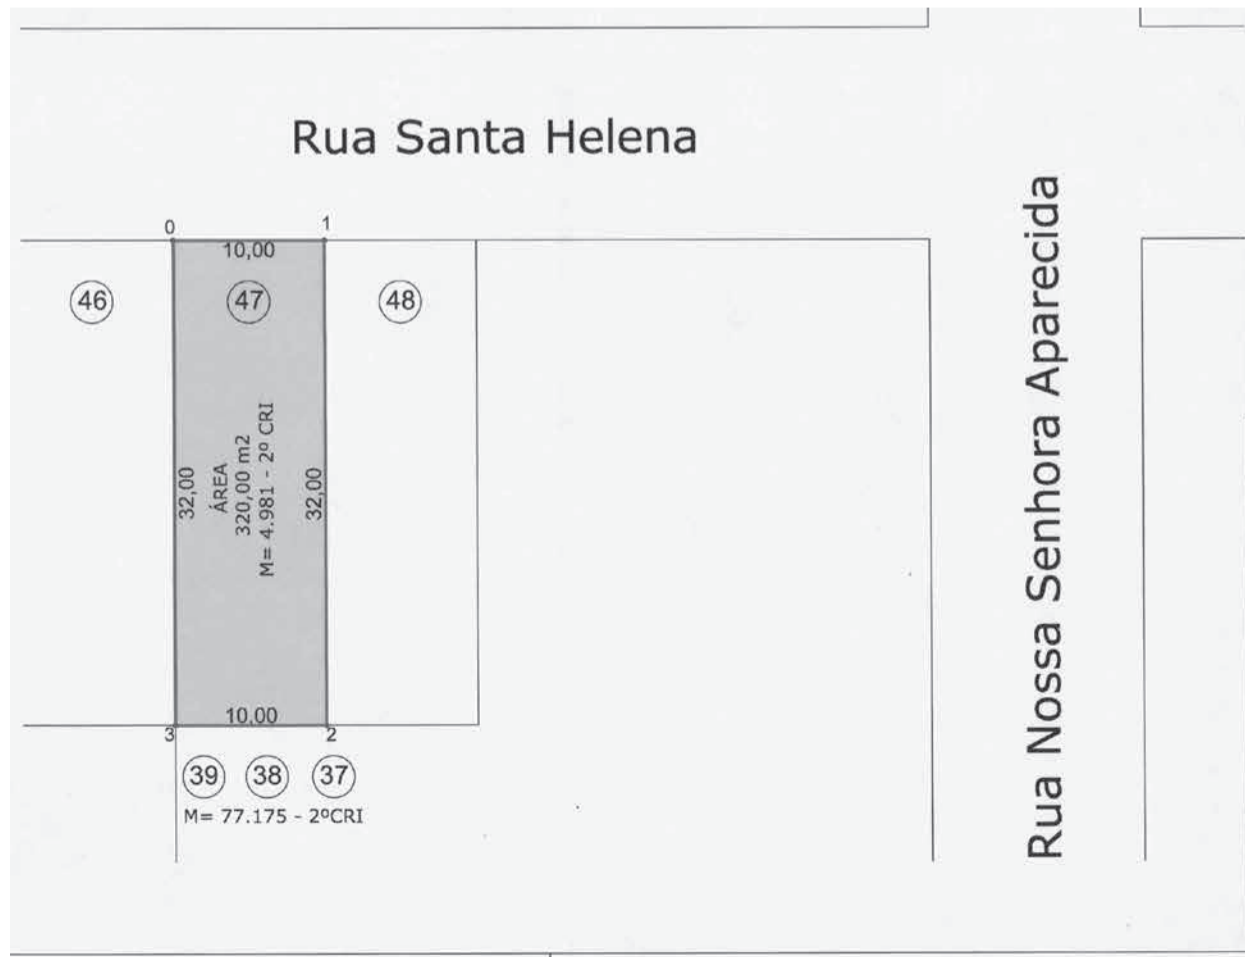 Rua Santa Helena
Rua Nossa Senhora Aparecida
0
1
10,00
46
47
48
32,00
ÁREA
320,00 m2
M= 4.981 - 2º CRI
32,00
10,00
3
2
39
38
37
M= 77.175 - 2ºCRI